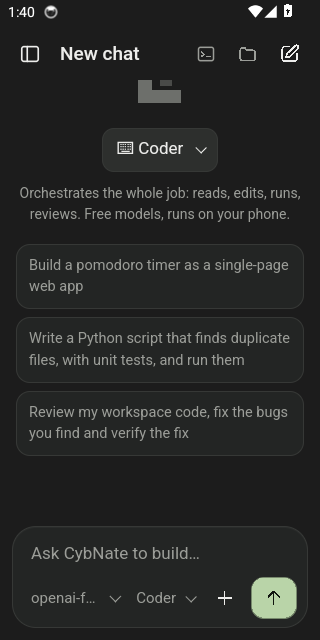 1:40
New chat
Coder
Orchestrates the whole job: reads, edits, runs,
reviews. Free models, runs on your phone.
Build a pomodoro timer as a single-page
web app
Write a Python script that finds duplicate
files, with unit tests, and run them
Review my workspace code, fix the bugs
you find and verify the fix
Ask CybNate to build…
openai-f…
Coder